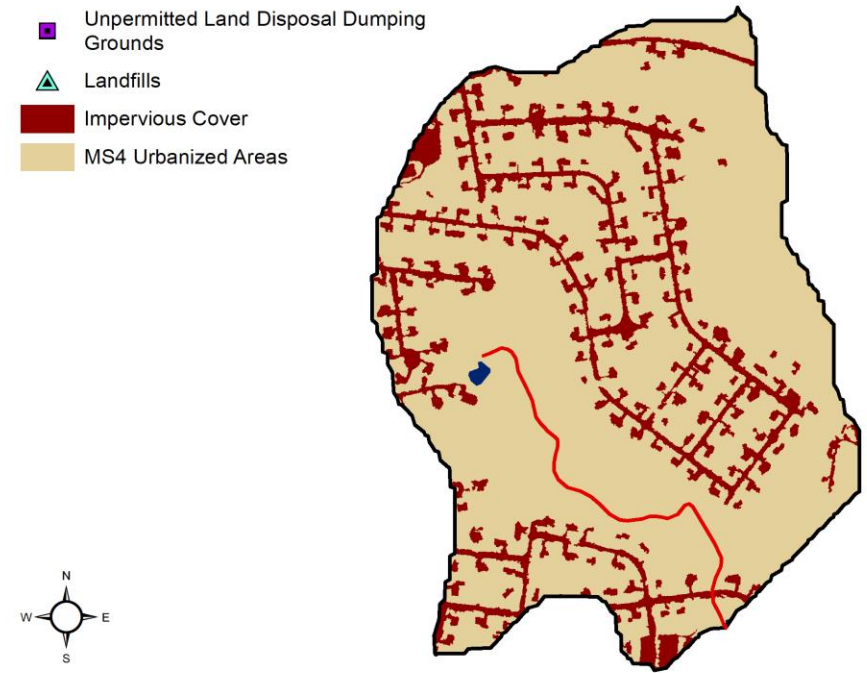 Unpermitted Land Disposal Dumping
Grounds
Landfills
Impervious Cover
MS4 Urbanized Areas
N
W
E
S